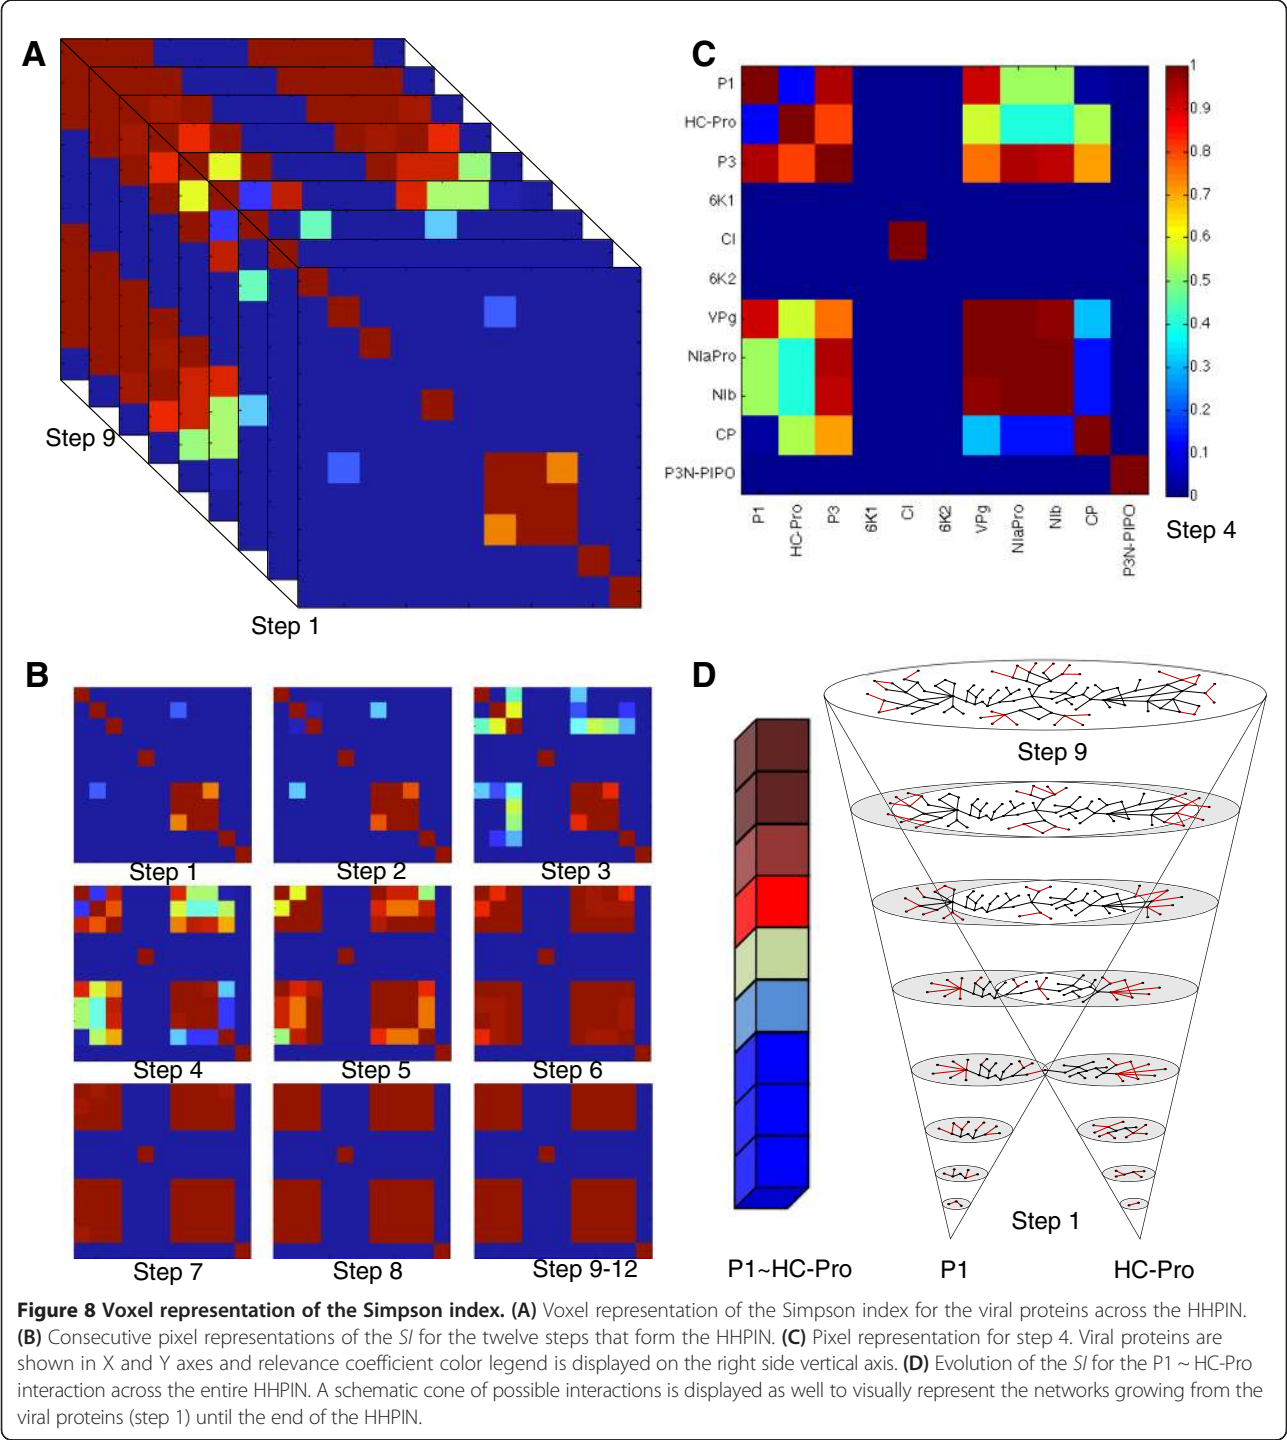 A
Step 9
Step 1
C
P1
HC-Pro
P3
6K1
CI
6K2
VPg
NIaPro
NIb
CP
P3N-PIPO
P1
HC-Pro
P3
6K1
CI
6K2
VPg
NIaPro
NIb
CP
P3N-PIPO
1
0.9
0.8
0.7
0.6
0.5
0.4
0.3
0.2
0.1
0
Step 4
B
Step 1
Step 2
Step 3
Step 4
Step 5
Step 6
Step 7
Step 8
Step 9-12
D
Step 9
Step 1
P1~HC-Pro
P1
HC-Pro
Figure 8 Voxel representation of the Simpson index. (A) Voxel representation of the Simpson index for the viral proteins across the HHPIN.
(B) Consecutive pixel representations of the SI for the twelve steps that form the HHPIN. (C) Pixel representation for step 4. Viral proteins are
shown in X and Y axes and relevance coefficient color legend is displayed on the right side vertical axis. (D) Evolution of the SI for the P1 ~ HC-Pro
interaction across the entire HHPIN. A schematic cone of possible interactions is displayed as well to visually represent the networks growing from the
viral proteins (step 1) until the end of the HHPIN.